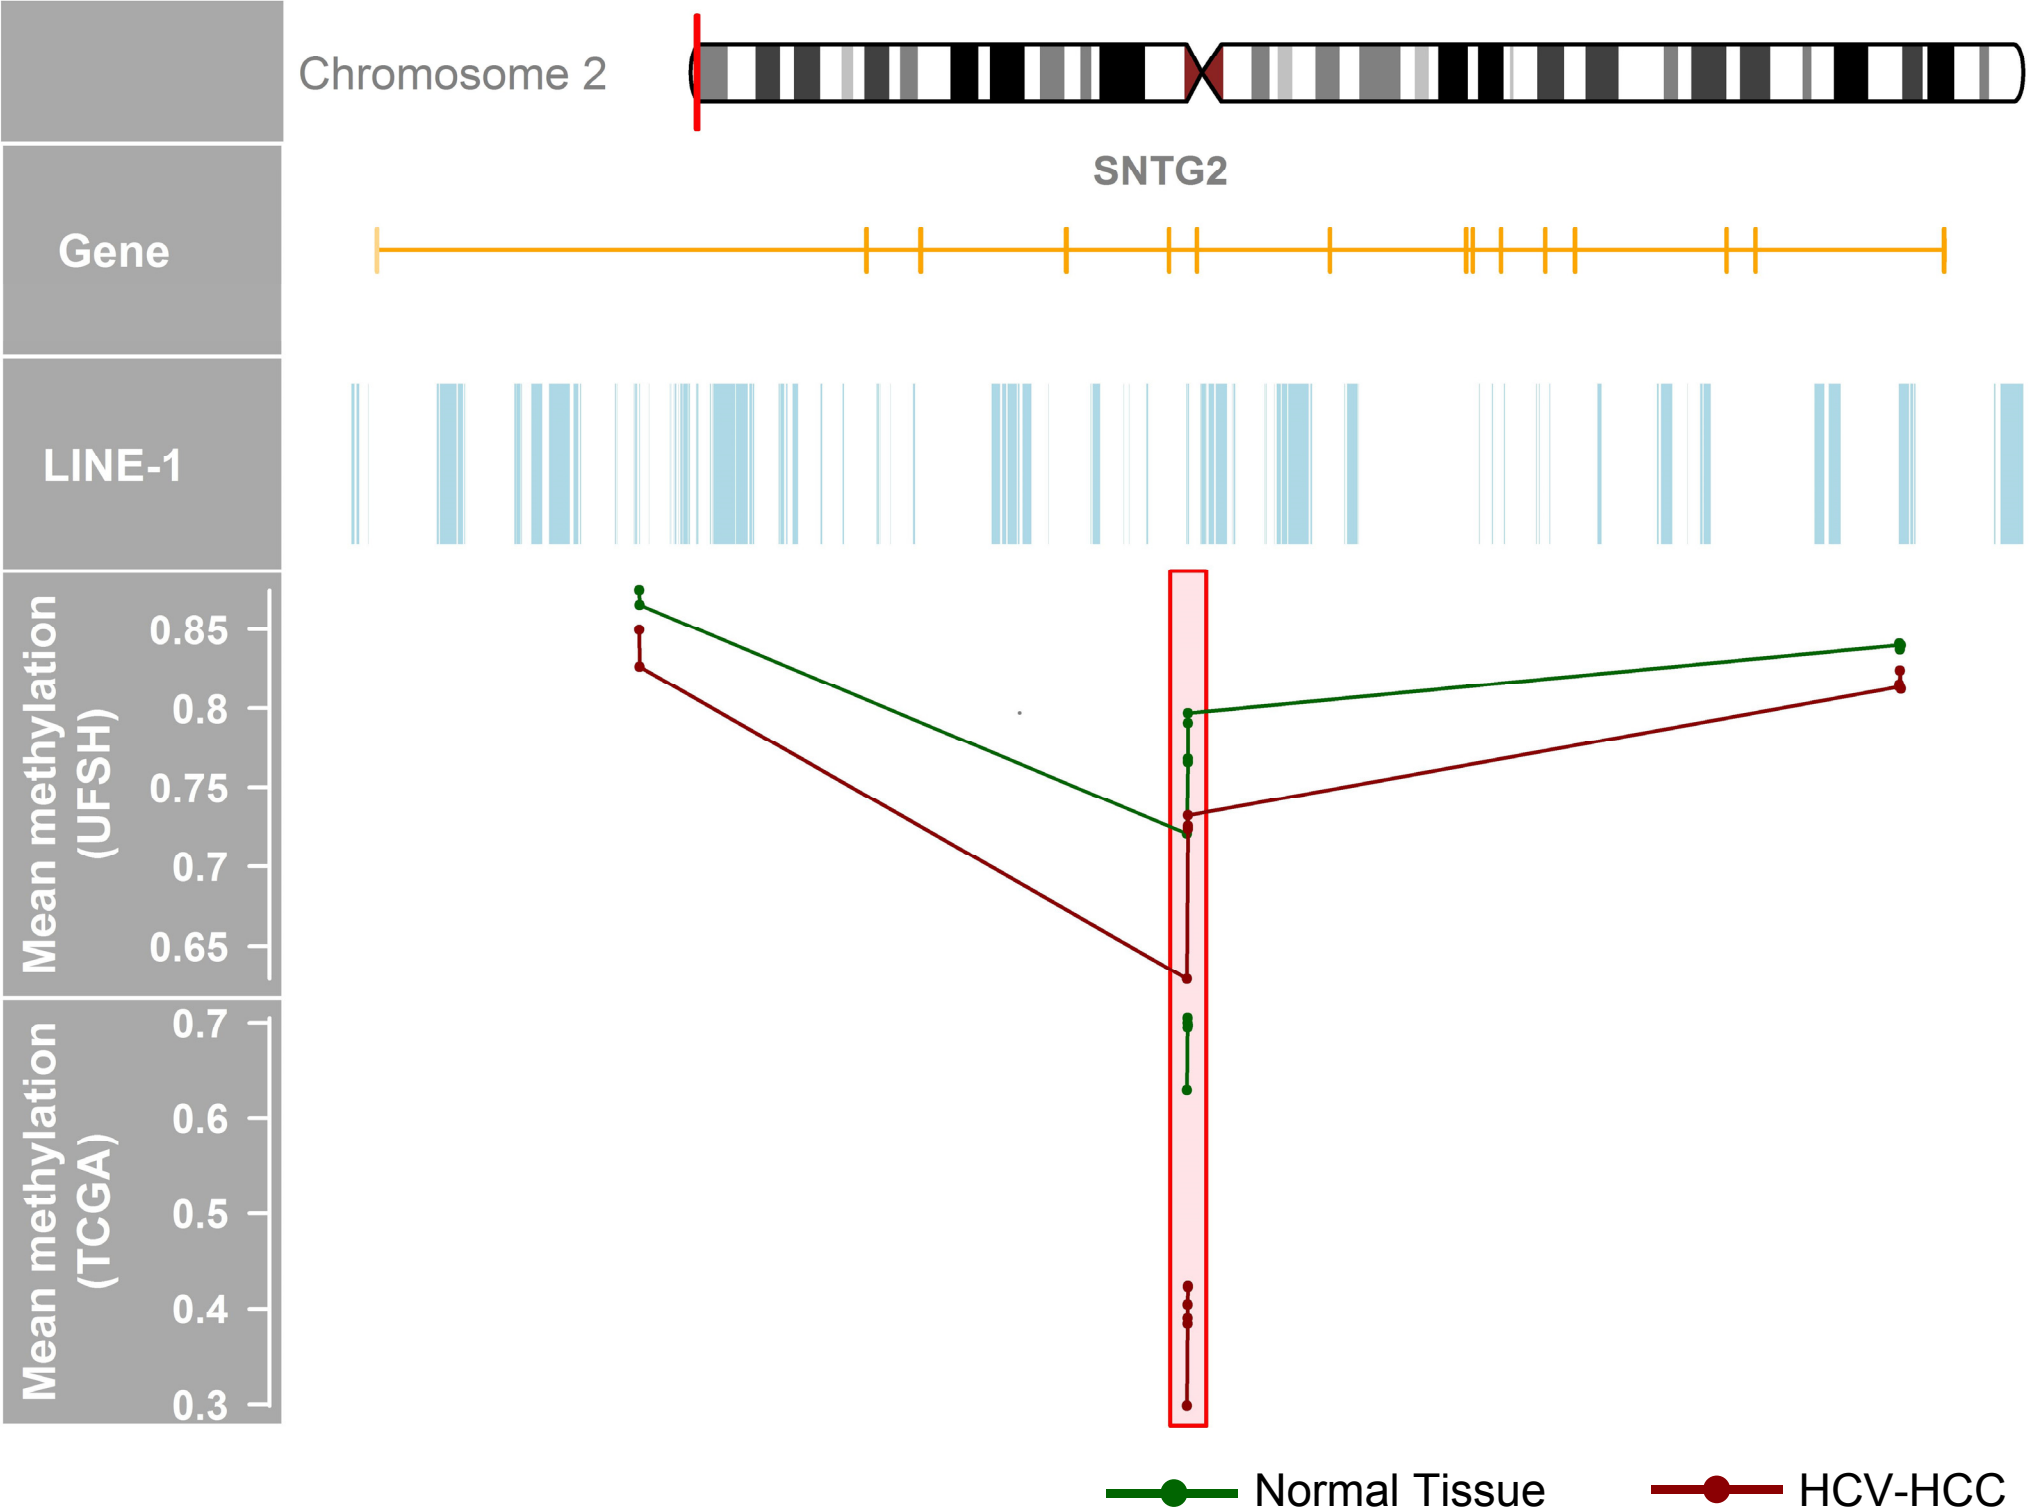 Chromosome 2
SNTG2
Gene
LINE-1
Mean methylation
(UFSH)
0.85
0.8
0.75
0.7
0.65
Mean methylation
(TCGA)
0.7
0.6
0.5
0.4
0.3
Normal Tissue
HCV-HCC